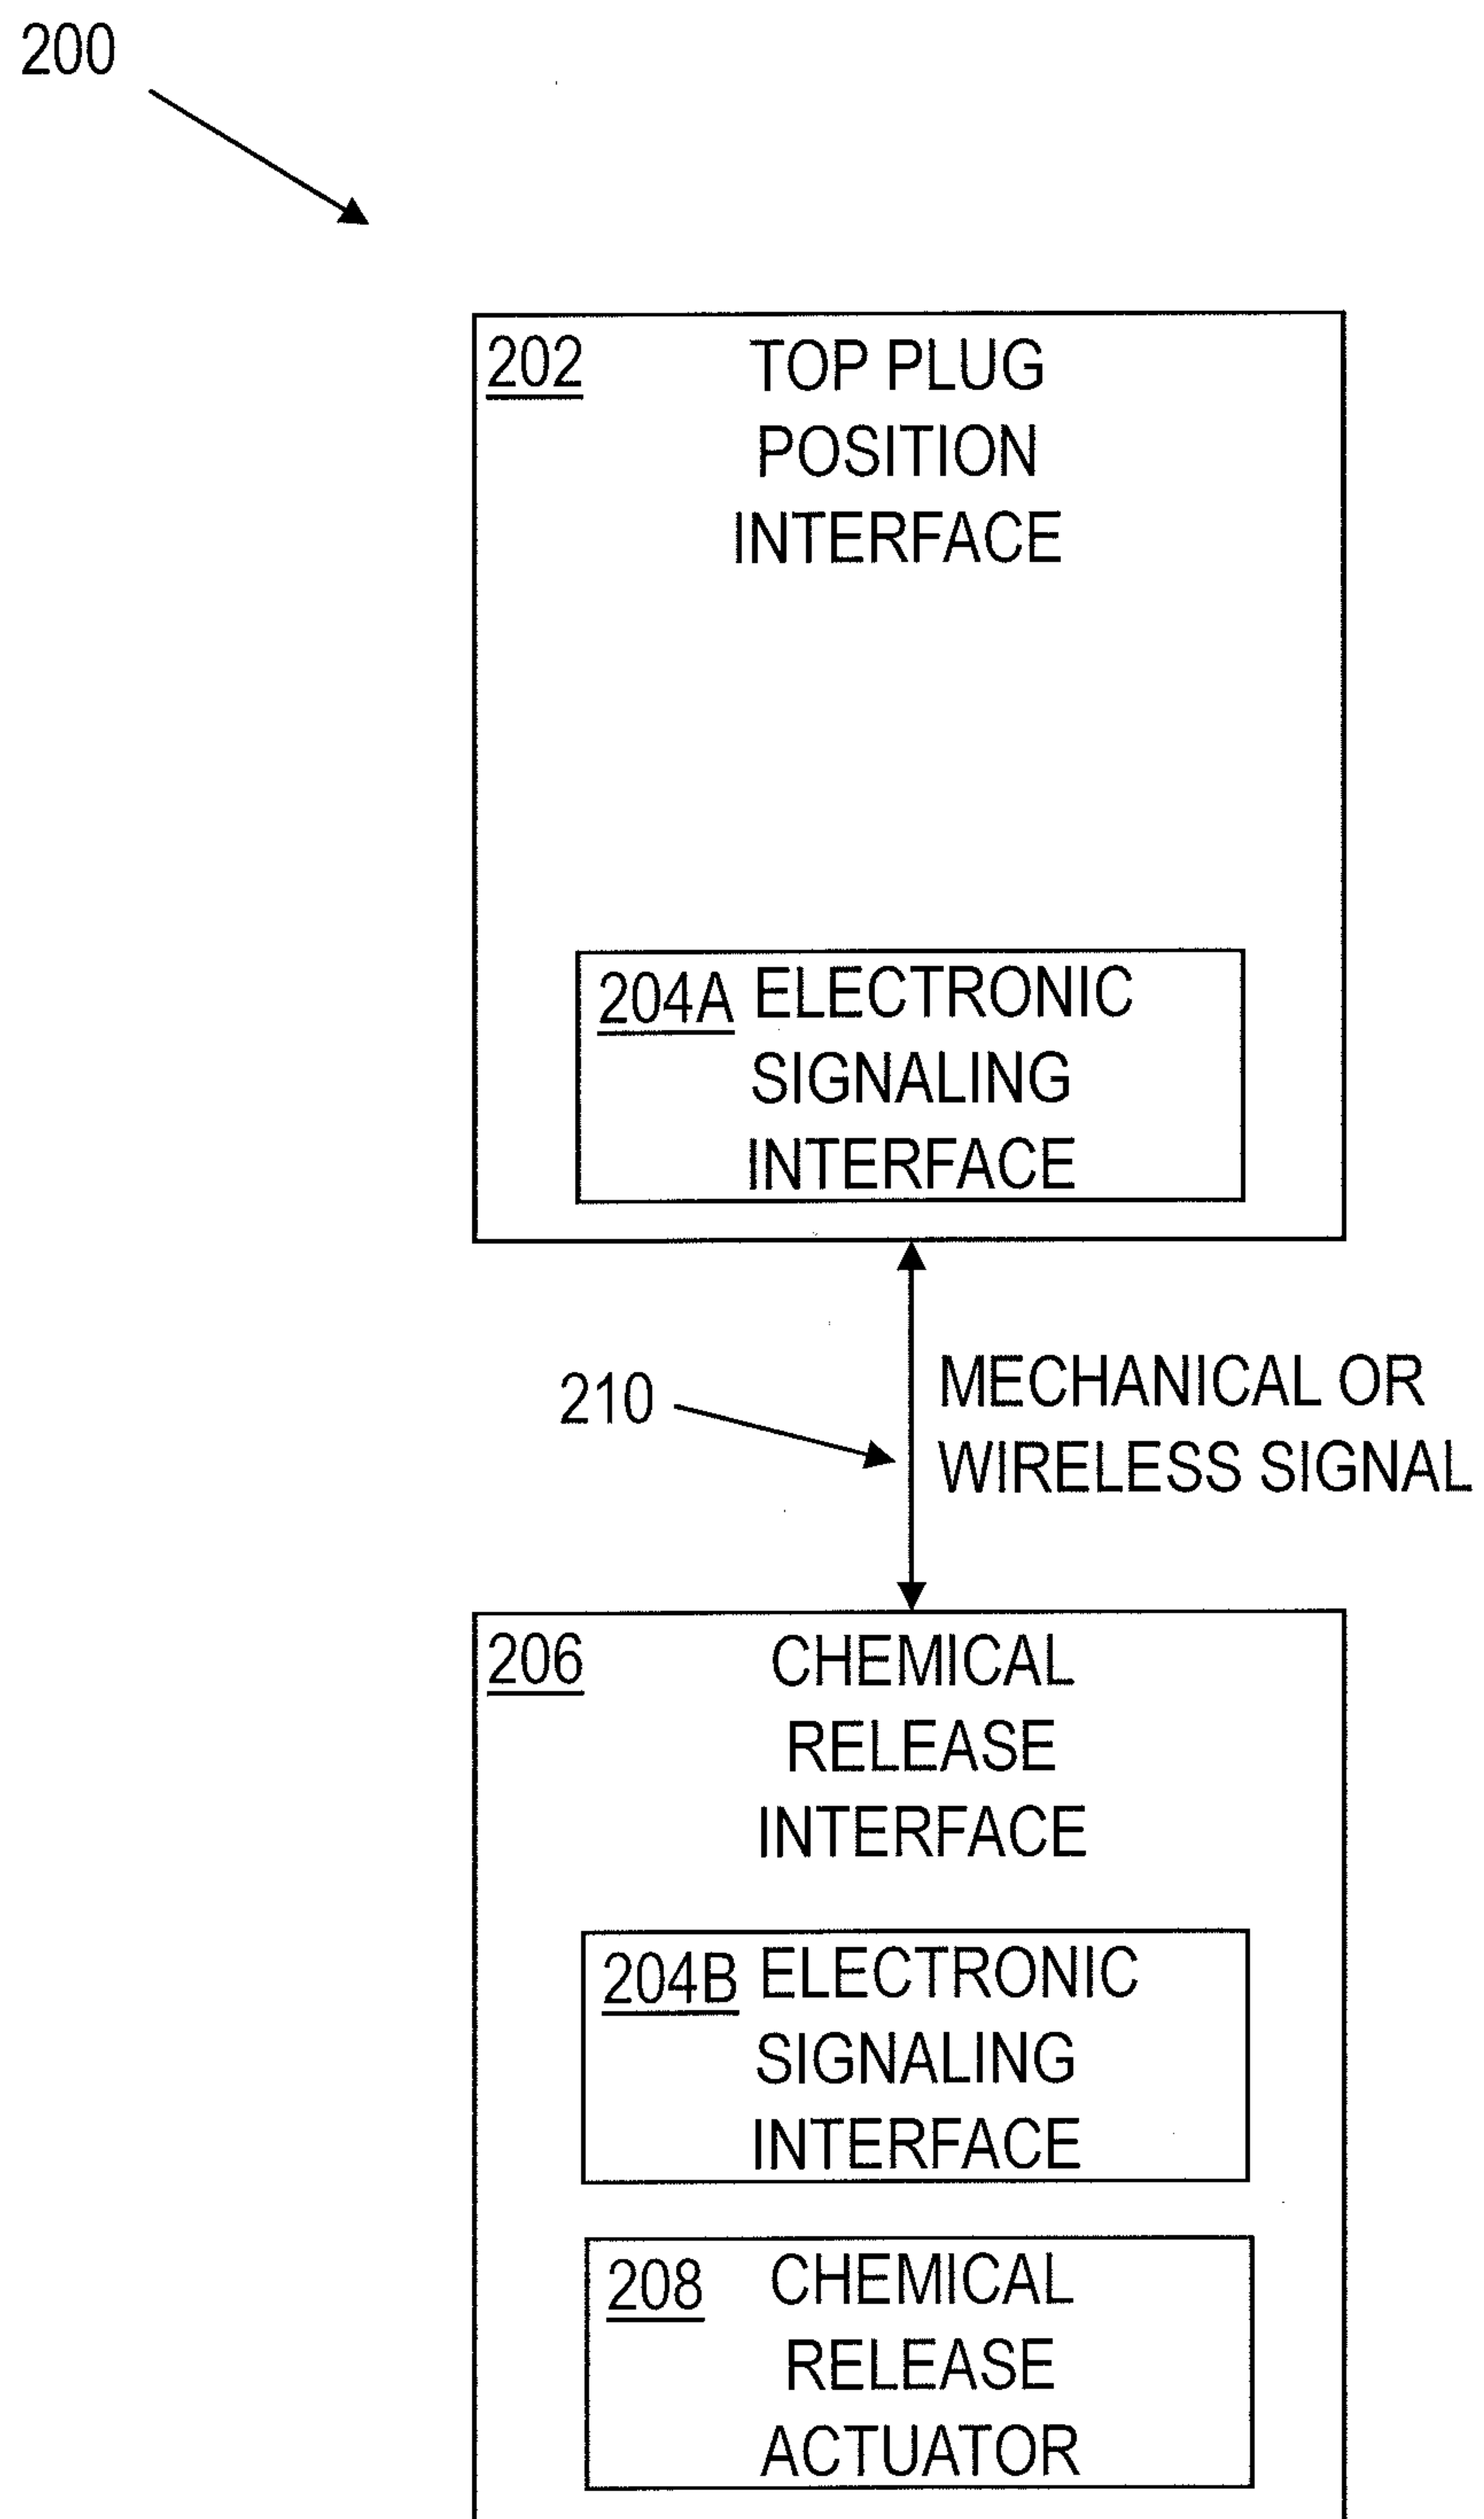 200
202 TOP PLUG
POSITION
INTERFACE
204A ELECTRONIC
SIGNALING
INTERFACE
210
MECHANICAL OR
WIRELESS SIGNAL
206 CHEMICAL
RELEASE
INTERFACE
204B ELECTRONIC
SIGNALING
INTERFACE
208 CHEMICAL
RELEASE
ACTUATOR